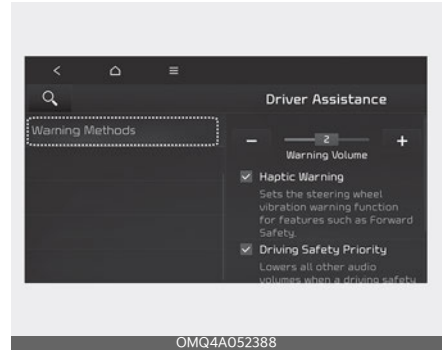 Driver Assistance
Warning Methods
2
Warning Volume
Haptic Warning
Sets the steering wheel
vibration warning function
for features such as Forward
Safety.
Driving Safety Priority
Lowers all other audio
volumes when a driving safety
OMQ4A052388